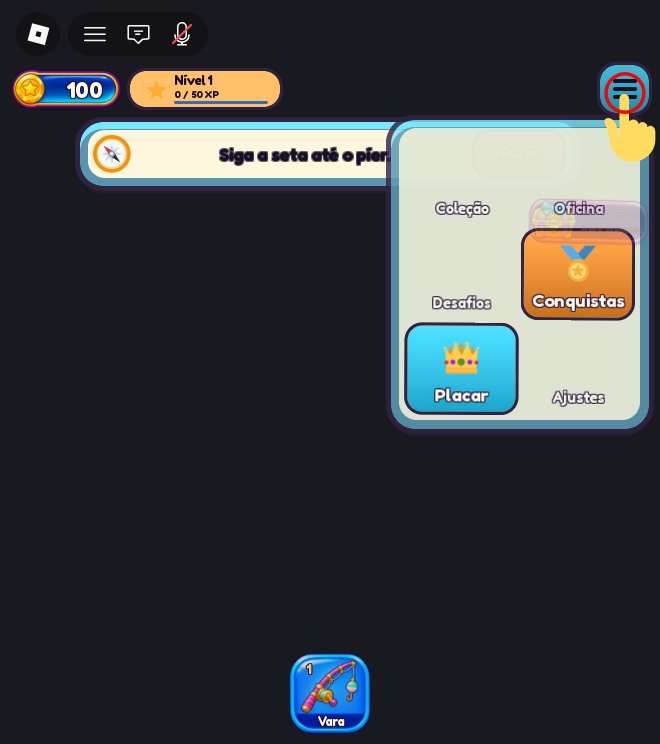 100
Nível 1
0 / 50 XP
Siga a seta até o píer.
Coleção
Oficina
Conquistas
Desafios
Placar
Ajustes
1
Vara